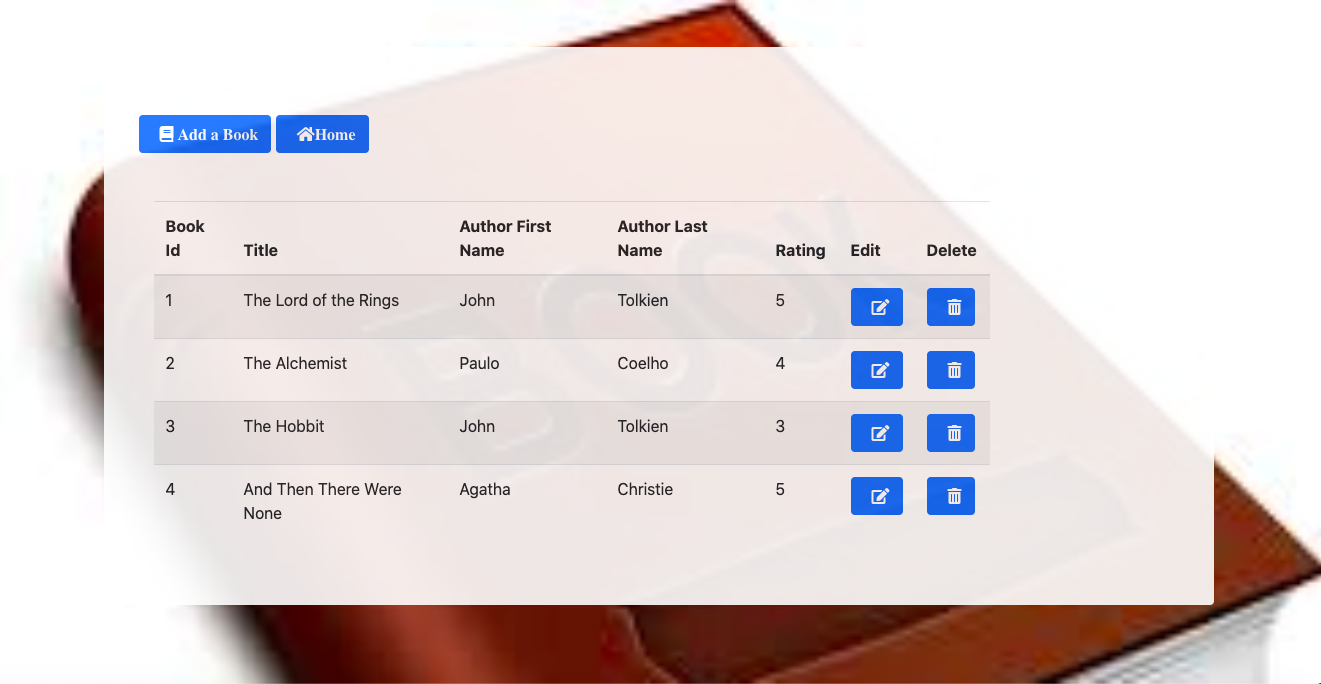 Add a Book Home
Book Id Title Author First Name Author Last Name Rating Edit Delete
1 The Lord of the Rings John Tolkien 5
2 The Alchemist Paulo Coelho 4
3 The Hobbit John Tolkien 3
4 And Then There Were None Agatha Christie 5
BOOK